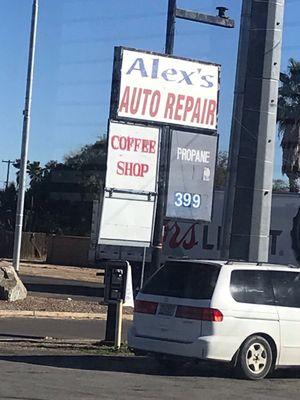 Alex's
AUTO REPAIR
COFFEE
SHOP
PROPANE
399